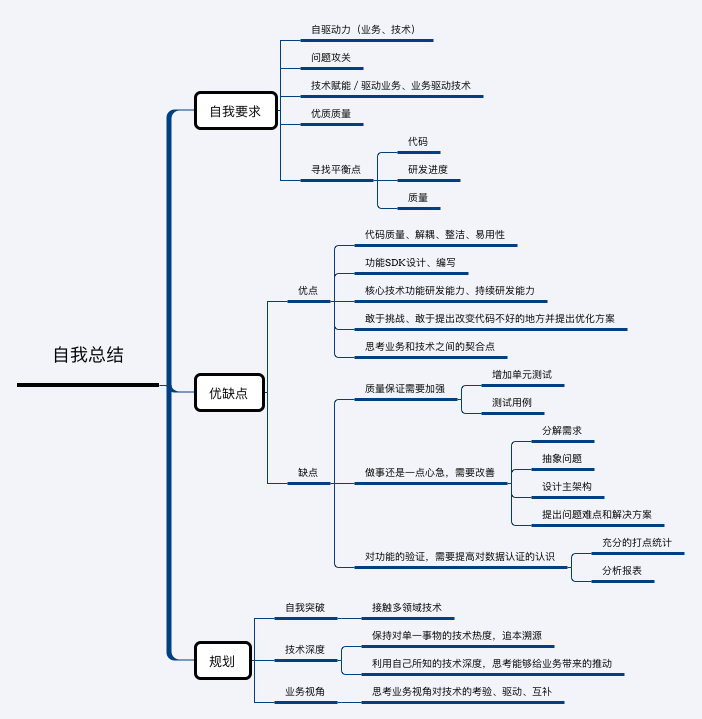 自我总结
自我要求
自驱动力（业务、技术）
问题攻关
技术赋能 / 驱动业务、业务驱动技术
优质质量
寻找平衡点
代码
研发进度
质量
优缺点
优点
代码质量、解耦、整洁、易用性
功能SDK设计、编写
核心技术功能研发能力、持续研发能力
敢于挑战、敢于提出改变代码不好的地方并提出优化方案
思考业务和技术之间的契合点
缺点
质量保证需要加强
增加单元测试
测试用例
做事还是一点心急，需要改善
分解需求
抽象问题
设计主架构
提出问题难点和解决方案
对功能的验证，需要提高对数据认证的认识
充分的打点统计
分析报表
规划
自我突破
接触多领域技术
技术深度
保持对单一事物的技术热度，追本溯源
利用自己所知的技术深度，思考能够给业务带来的推动
业务视角
思考业务视角对技术的考验、驱动、互补